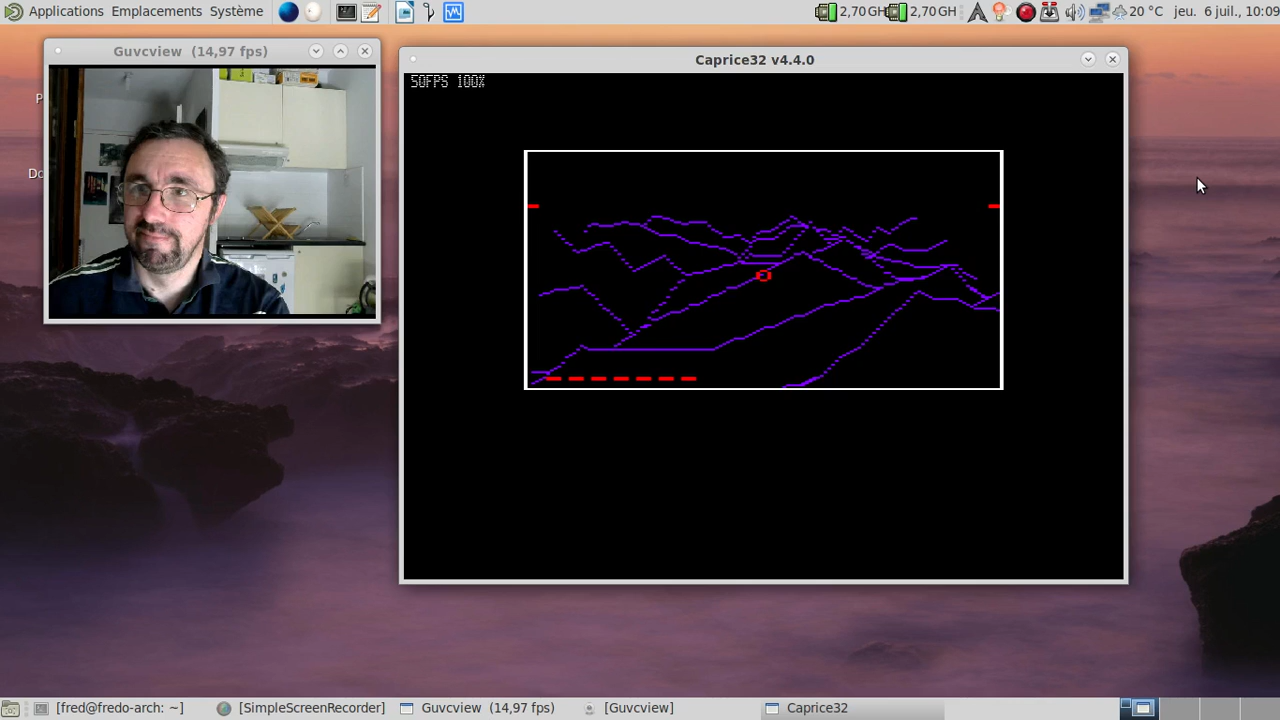 Applications Emplacements Système 2,70 GH 2,70 GH 20 °C jeu. 6 juil., 10:09
Guvcview (14,97 fps)
Caprice32 v4.4.0
50FPS 100%
[fred@fredo-arch: ~] [SimpleScreenRecorder] Guvcview (14,97 fps) [Guvcview] Caprice32